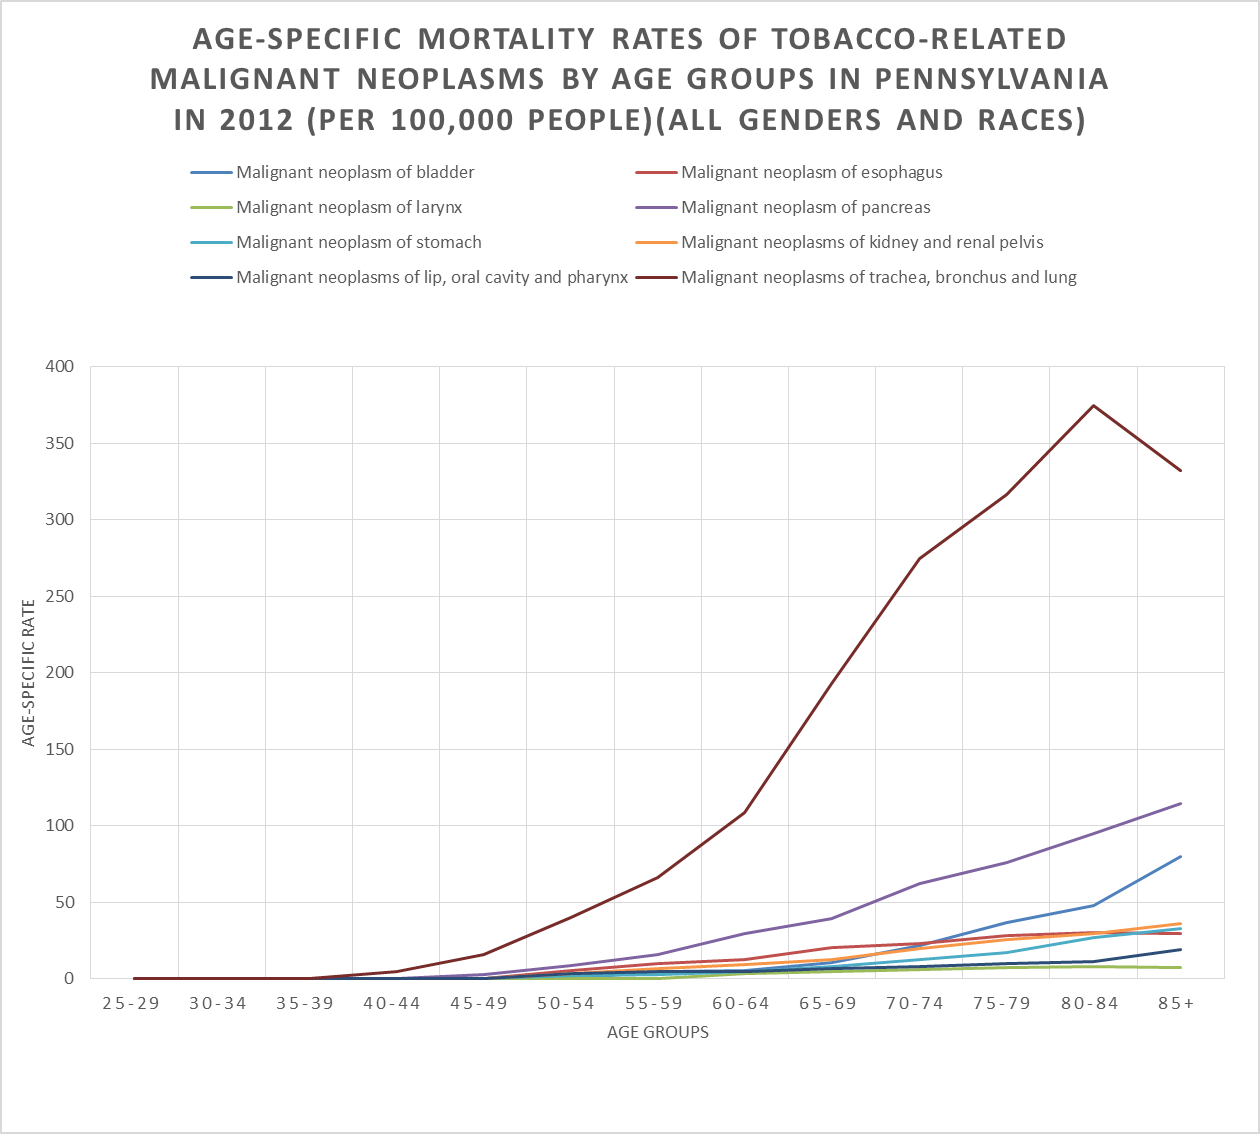 AGE-SPECIFIC MORTALITY RATES OF TOBACCO-RELATED
MALIGNANT NEOPLASMS BY AGE GROUPS IN PENNSYLVANIA
IN 2012 (PER 100,000 PEOPLE)(ALL GENDERS AND RACES)
Malignant neoplasm of bladder
Malignant neoplasm of esophagus
Malignant neoplasm of larynx
Malignant neoplasm of pancreas
Malignant neoplasm of stomach
Malignant neoplasms of kidney and renal pelvis
Malignant neoplasms of lip, oral cavity and pharynx
Malignant neoplasms of trachea, bronchus and lung
400
350
300
250
200
150
100
50
0
AGE-SPECIFIC RATE
25-29 30-34 35-39 40-44 45-49 50-54 55-59 60-64 65-69 70-74 75-79 80-84 85+
AGE GROUPS